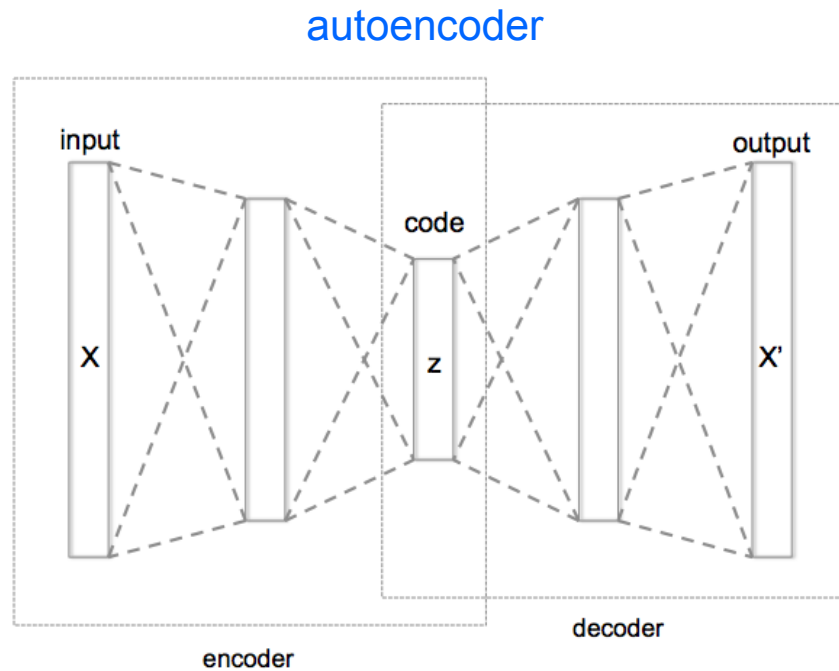 autoencoder
input
output
code
X
z
X'
decoder
encoder